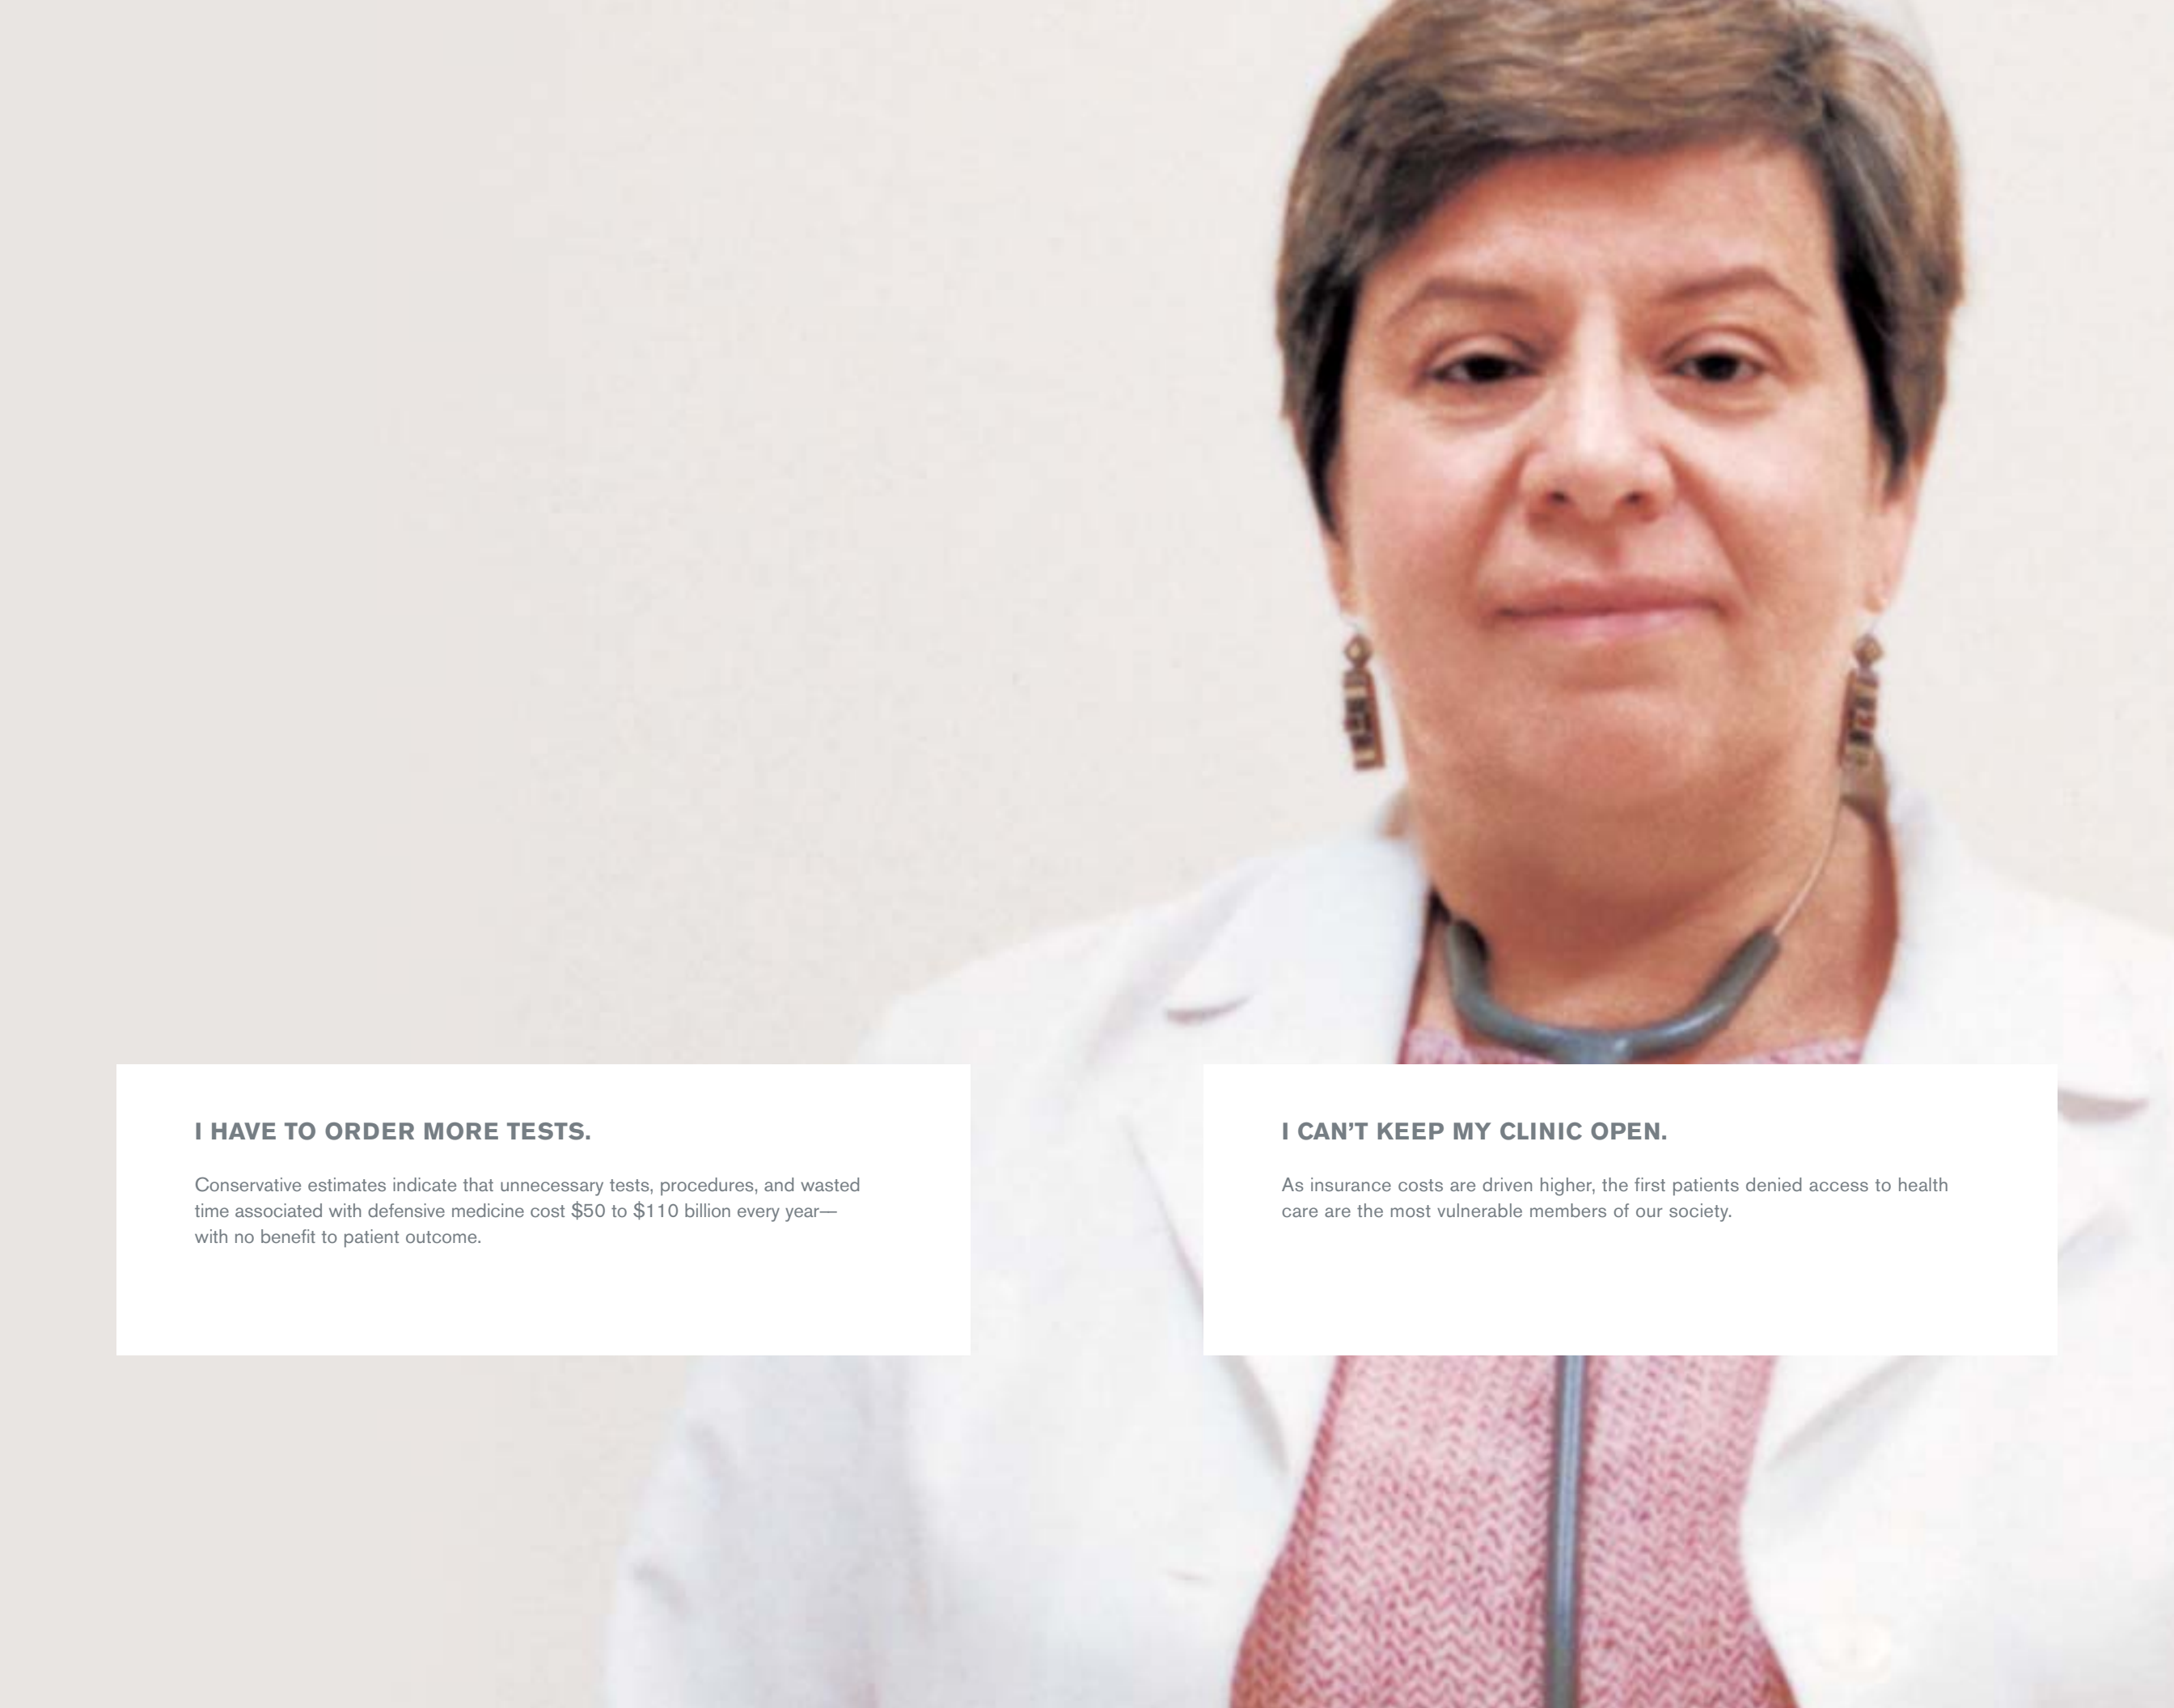 I HAVE TO ORDER MORE TESTS.
Conservative estimates indicate that unnecessary tests, procedures, and wasted
time associated with defensive medicine cost $50 to $110 billion every year—
with no benefit to patient outcome.
I CAN’T KEEP MY CLINIC OPEN.
As insurance costs are driven higher, the first patients denied access to health
care are the most vulnerable members of our society.